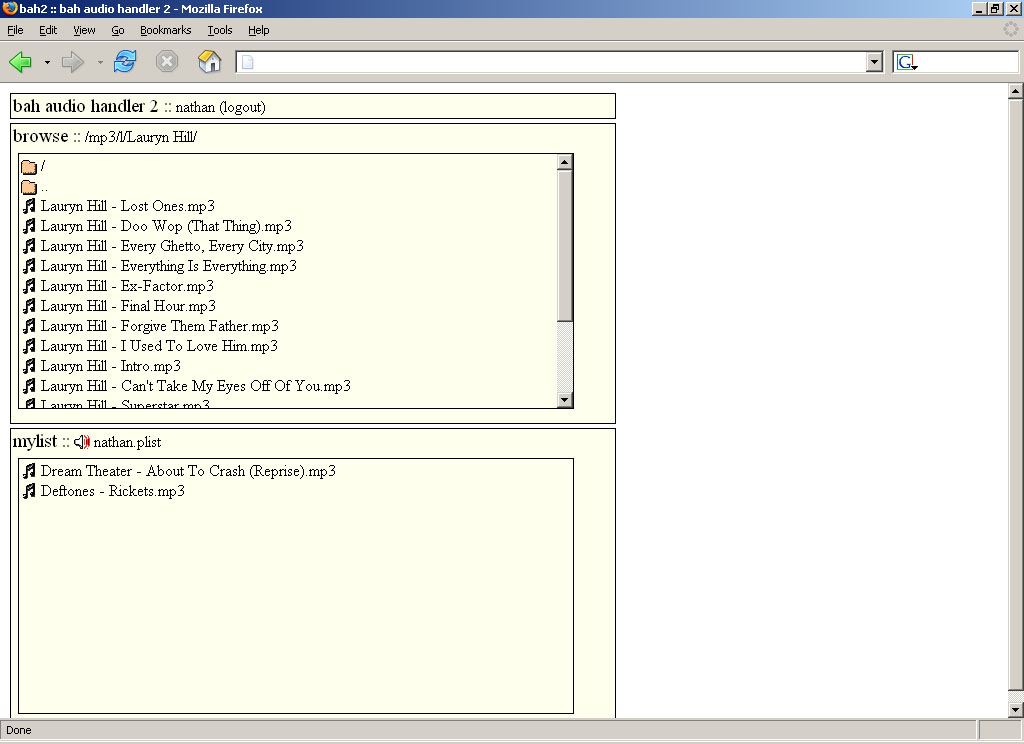 bah2 :: bah audio handler 2 - Mozilla Firefox
File Edit View Go Bookmarks Tools Help
G
bah audio handler 2 :: nathan (logout)
browse :: /mp3/l/Lauryn Hill/
/
..
Lauryn Hill - Lost Ones.mp3
Lauryn Hill - Doo Wop (That Thing).mp3
Lauryn Hill - Every Ghetto, Every City.mp3
Lauryn Hill - Everything Is Everything.mp3
Lauryn Hill - Ex-Factor.mp3
Lauryn Hill - Final Hour.mp3
Lauryn Hill - Forgive Them Father.mp3
Lauryn Hill - I Used To Love Him.mp3
Lauryn Hill - Intro.mp3
Lauryn Hill - Can't Take My Eyes Off Of You.mp3
Lauryn Hill - Superstar.mp3
mylist :: nathan.plist
Dream Theater - About To Crash (Reprise).mp3
Deftones - Rickets.mp3
Done